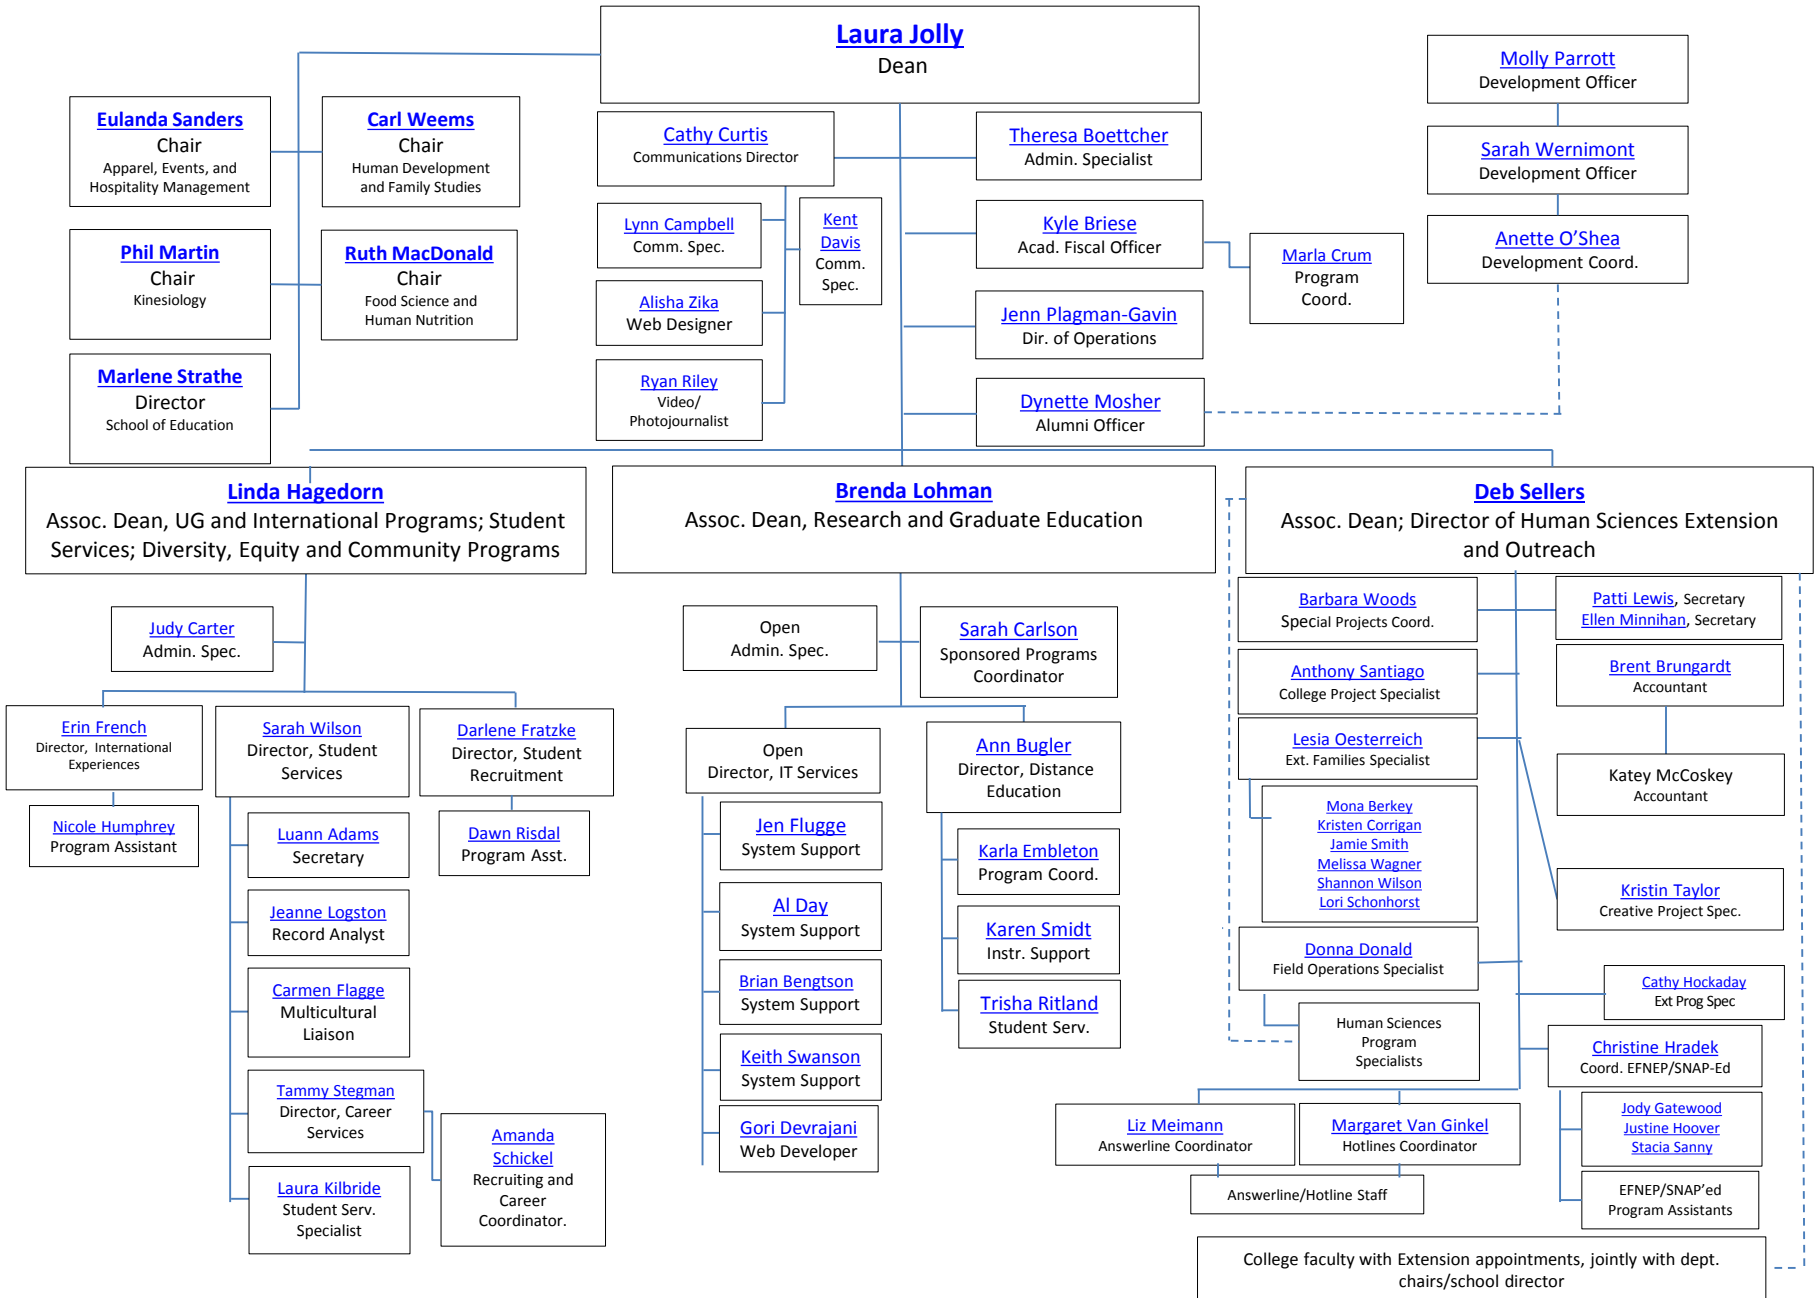 Laura Jolly
Dean
Molly Parrott
Development Officer
Sarah Wernimont
Development Officer
Anette O'Shea
Development Coord.
Eulanda Sanders
Chair
Apparel, Events, and
Hospitality Management
Carl Weems
Chair
Human Development
and Family Studies
Phil Martin
Chair
Kinesiology
Ruth MacDonald
Chair
Food Science and
Human Nutrition
Marlene Strathe
Director
School of Education
Cathy Curtis
Communications Director
Lynn Campbell
Comm. Spec.
Kent
Davis
Comm.
Spec.
Alisha Zika
Web Designer
Ryan Riley
Video/
Photojournalist
Theresa Boettcher
Admin. Specialist
Kyle Briese
Acad. Fiscal Officer
Marla Crum
Program
Coord.
Jenn Plagman-Gavin
Dir. of Operations
Dynette Mosher
Alumni Officer
Linda Hagedorn
Assoc. Dean, UG and International Programs; Student
Services; Diversity, Equity and Community Programs
Judy Carter
Admin. Spec.
Erin French
Director, International
Experiences
Nicole Humphrey
Program Assistant
Sarah Wilson
Director, Student
Services
Luann Adams
Secretary
Jeanne Logston
Record Analyst
Carmen Flagge
Multicultural
Liaison
Tammy Stegman
Director, Career
Services
Laura Kilbride
Student Serv.
Specialist
Amanda
Schickel
Recruiting and
Career
Coordinator.
Darlene Fratzke
Director, Student
Recruitment
Dawn Risdal
Program Asst.
Brenda Lohman
Assoc. Dean, Research and Graduate Education
Open
Admin. Spec.
Sarah Carlson
Sponsored Programs
Coordinator
Open
Director, IT Services
Jen Flugge
System Support
Al Day
System Support
Brian Bengtson
System Support
Keith Swanson
System Support
Gori Devrajani
Web Developer
Ann Bugler
Director, Distance
Education
Karla Embleton
Program Coord.
Karen Smidt
Instr. Support
Trisha Ritland
Student Serv.
Deb Sellers
Assoc. Dean; Director of Human Sciences Extension
and Outreach
Barbara Woods
Special Projects Coord.
Patti Lewis, Secretary
Ellen Minnihan, Secretary
Anthony Santiago
College Project Specialist
Brent Brungardt
Accountant
Lesia Oesterreich
Ext. Families Specialist
Katey McCoskey
Accountant
Mona Berkey
Kristen Corrigan
Jamie Smith
Melissa Wagner
Shannon Wilson
Lori Schonhorst
Kristin Taylor
Creative Project Spec.
Donna Donald
Field Operations Specialist
Human Sciences
Program
Specialists
Cathy Hockaday
Ext Prog Spec
Christine Hradek
Coord. EFNEP/SNAP-Ed
Jody Gatewood
Justine Hoover
Stacia Sanny
EFNEP/SNAP'ed
Program Assistants
Liz Meimann
Answerline Coordinator
Margaret Van Ginkel
Hotlines Coordinator
Answerline/Hotline Staff
College faculty with Extension appointments, jointly with dept.
chairs/school director